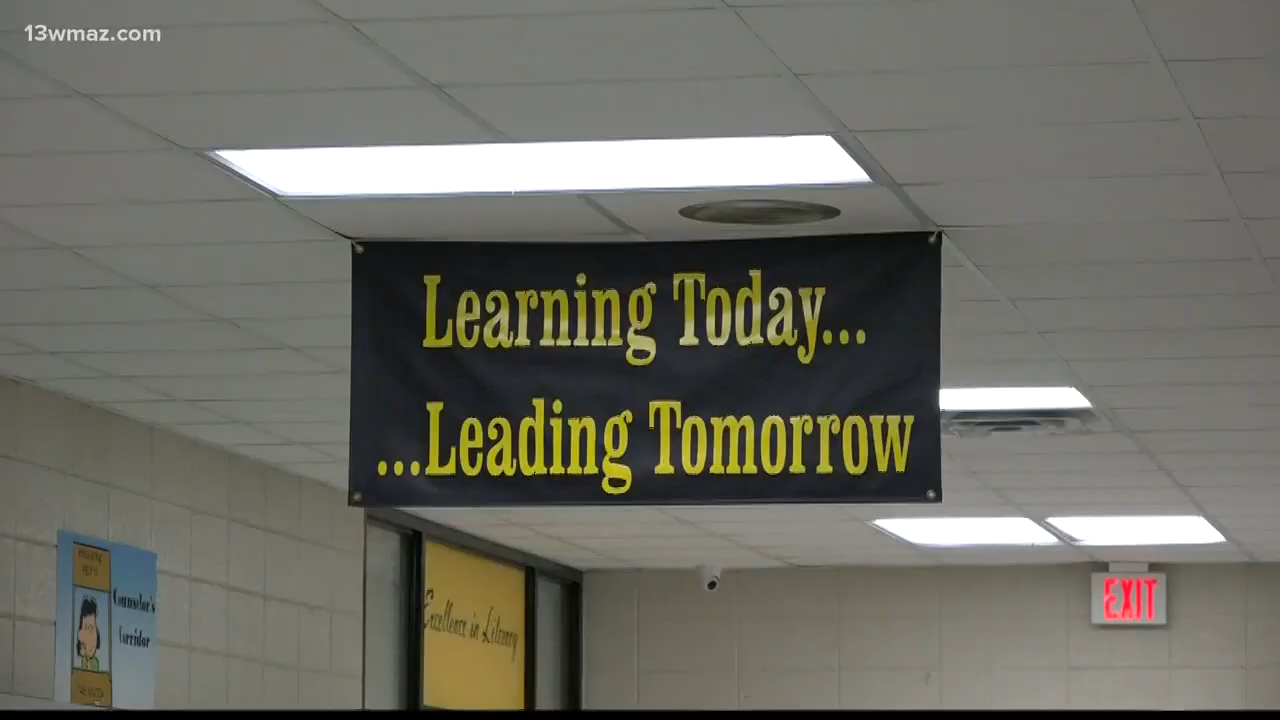 13wmaz.com
Learning Today...
...Leading Tomorrow
Counselor's
Corridor
Excellence in Literacy
EXIT